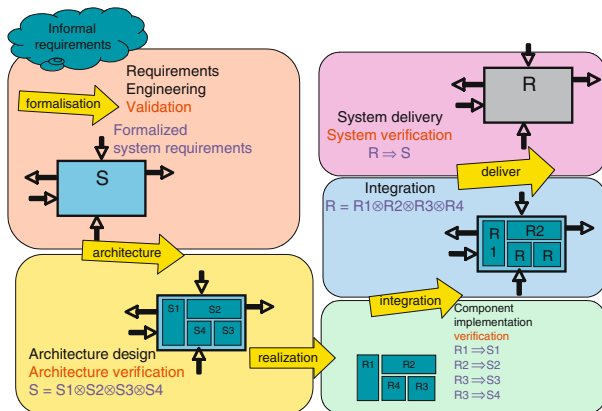 Informal
requirements
Requirements
Engineering
Validation
formalisation
Formalized
system requirements
S
architecture
S1
S2
S4
S3
Architecture design
Architecture verification
S = S1⊗S2⊗S3⊗S4
realization
R
System delivery
System verification
R ⇒ S
deliver
Integration
R = R1⊗R2⊗R3⊗R4
R
1
R2
R
R
integration
Component
implementation
verification
R1 ⇒S1
R2 ⇒S2
R3 ⇒S3
R3 ⇒S4
R1
R2
R4
R3